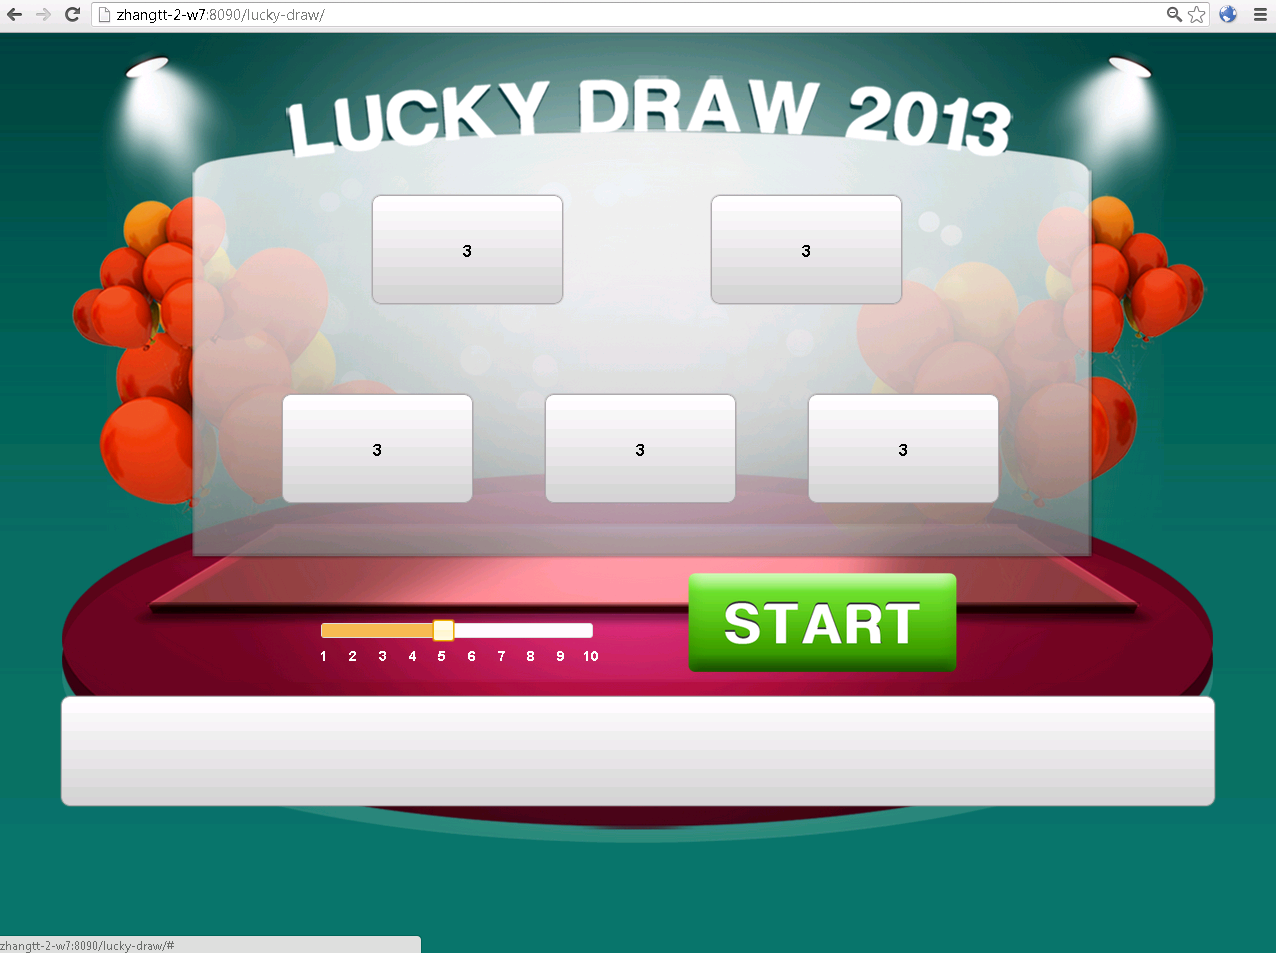 zhangtt-2-w7:8090/lucky-draw/
LUCKY DRAW 2013
3 3
3 3 3
START
1 2 3 4 5 6 7 8 9 10
zhangtt-2-w7:8090/lucky-draw/#